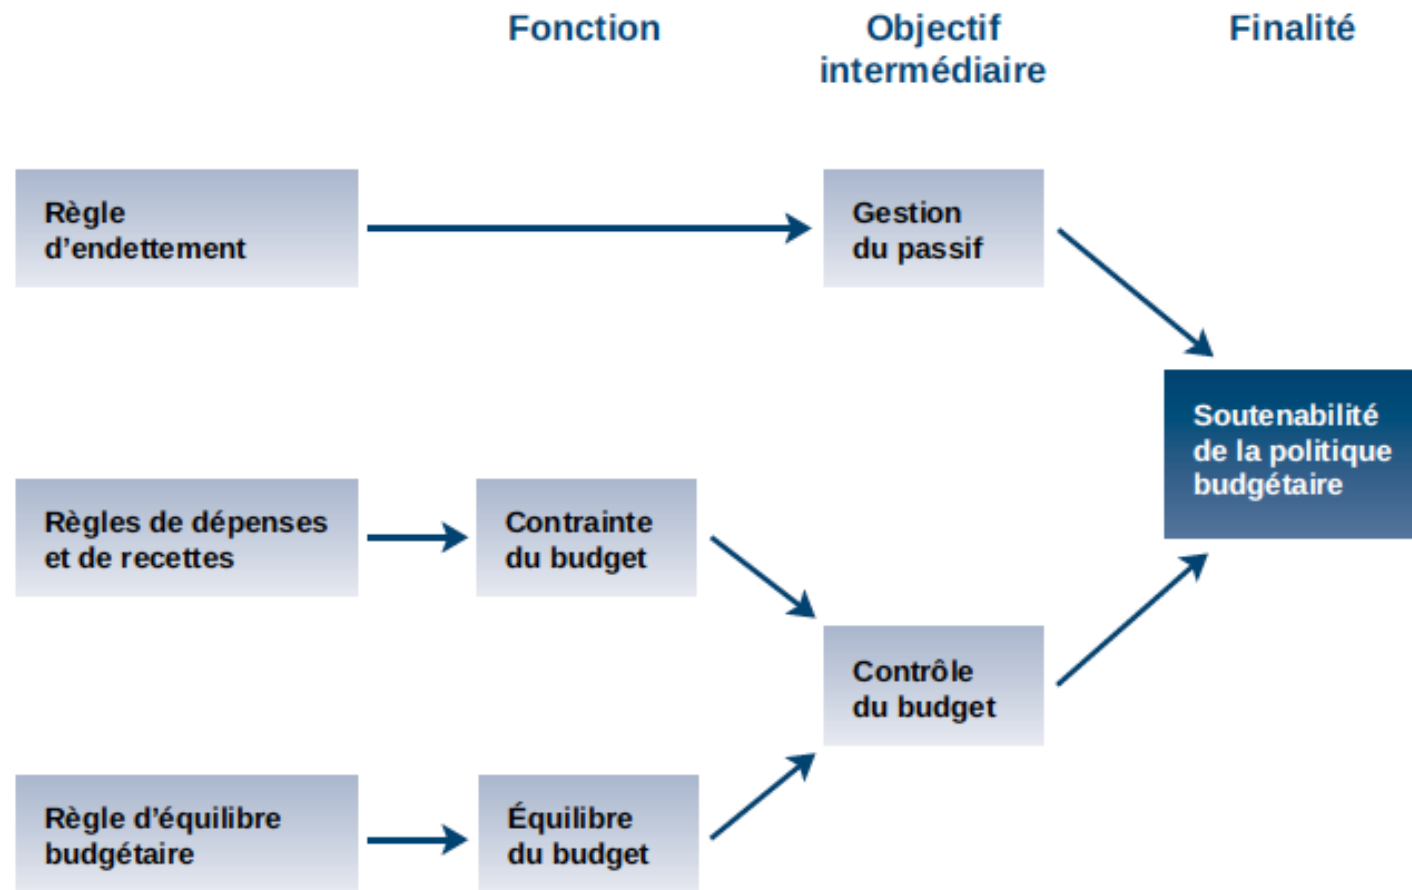 Fonction
Objectif
intermédiaire
Finalité
Règle
d’endettement
Gestion
du passif
Soutenabilité
de la politique
budgétaire
Règles de dépenses
et de recettes
Contrainte
du budget
Contrôle
du budget
Règle d’équilibre
budgétaire
Équilibre
du budget